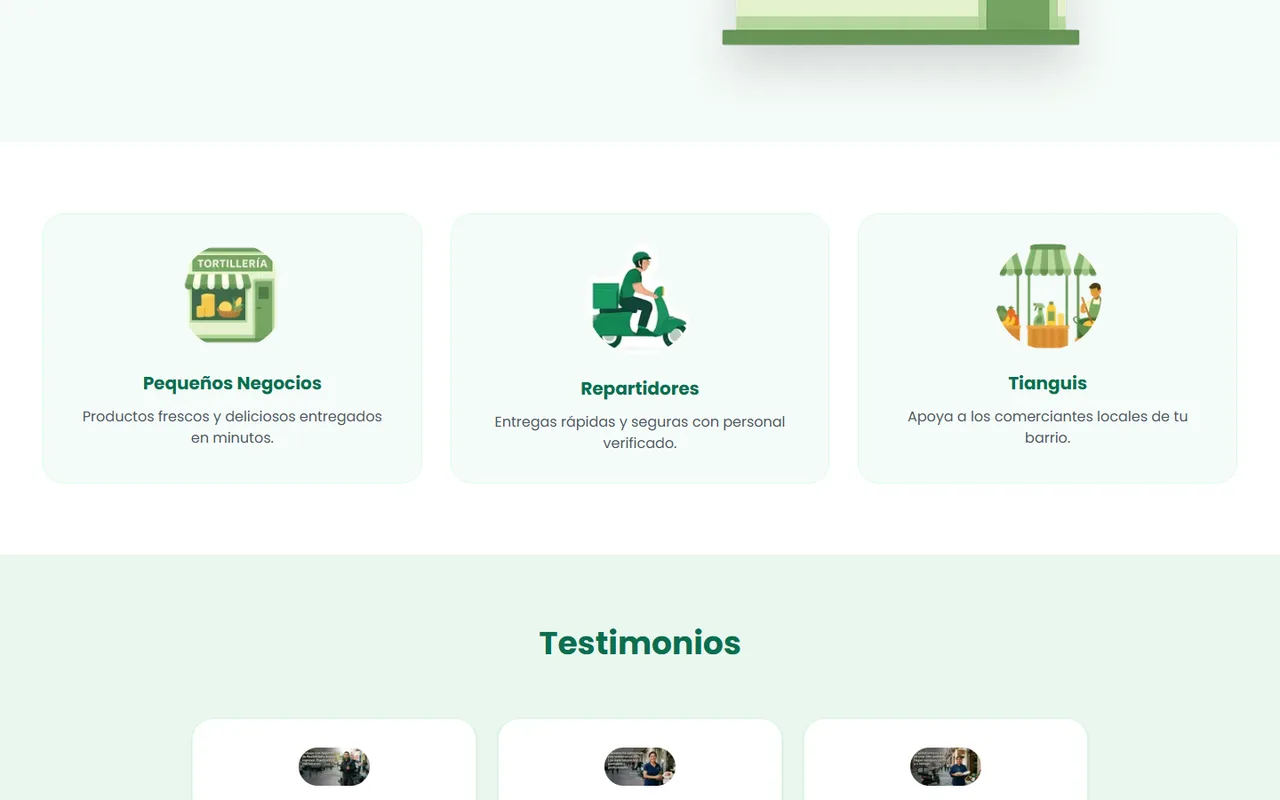 TORTILLERÍA
Pequeños Negocios
Productos frescos y deliciosos entregados
en minutos.
Repartidores
Entregas rápidas y seguras con personal
verificado.
Tianguis
Apoya a los comerciantes locales de tu
barrio.
Testimonios